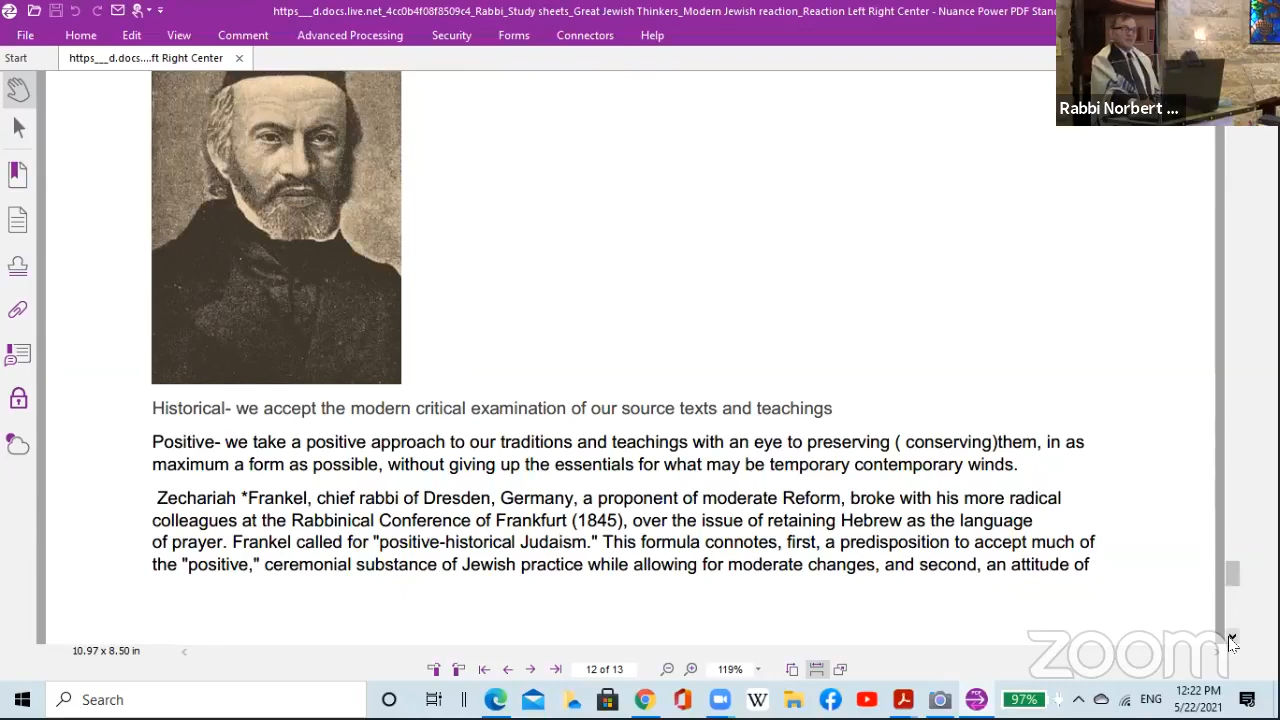 https___d.docs.live.net_4cc0b4f08f8509c4_Rabbi_Study sheets_Great Jewish Thinkers_Modern Jewish reaction_Reaction Left Right Center - Nuance Power PDF Stan
File Home Edit View Comment Advanced Processing Security Forms Connectors Help
Start https___d.docs....ft Right Center
Rabbi Norbert ...
Historical- we accept the modern critical examination of our source texts and teachings
Positive- we take a positive approach to our traditions and teachings with an eye to preserving ( conserving)them, in as
maximum a form as possible, without giving up the essentials for what may be temporary contemporary winds.
Zechariah *Frankel, chief rabbi of Dresden, Germany, a proponent of moderate Reform, broke with his more radical
colleagues at the Rabbinical Conference of Frankfurt (1845), over the issue of retaining Hebrew as the language
of prayer. Frankel called for "positive-historical Judaism." This formula connotes, first, a predisposition to accept much of
the "positive," ceremonial substance of Jewish practice while allowing for moderate changes, and second, an attitude of
zoom
10.97 x 8.50 in
12 of 13 119%
Search 97% ENG 12:22 PM
5/22/2021